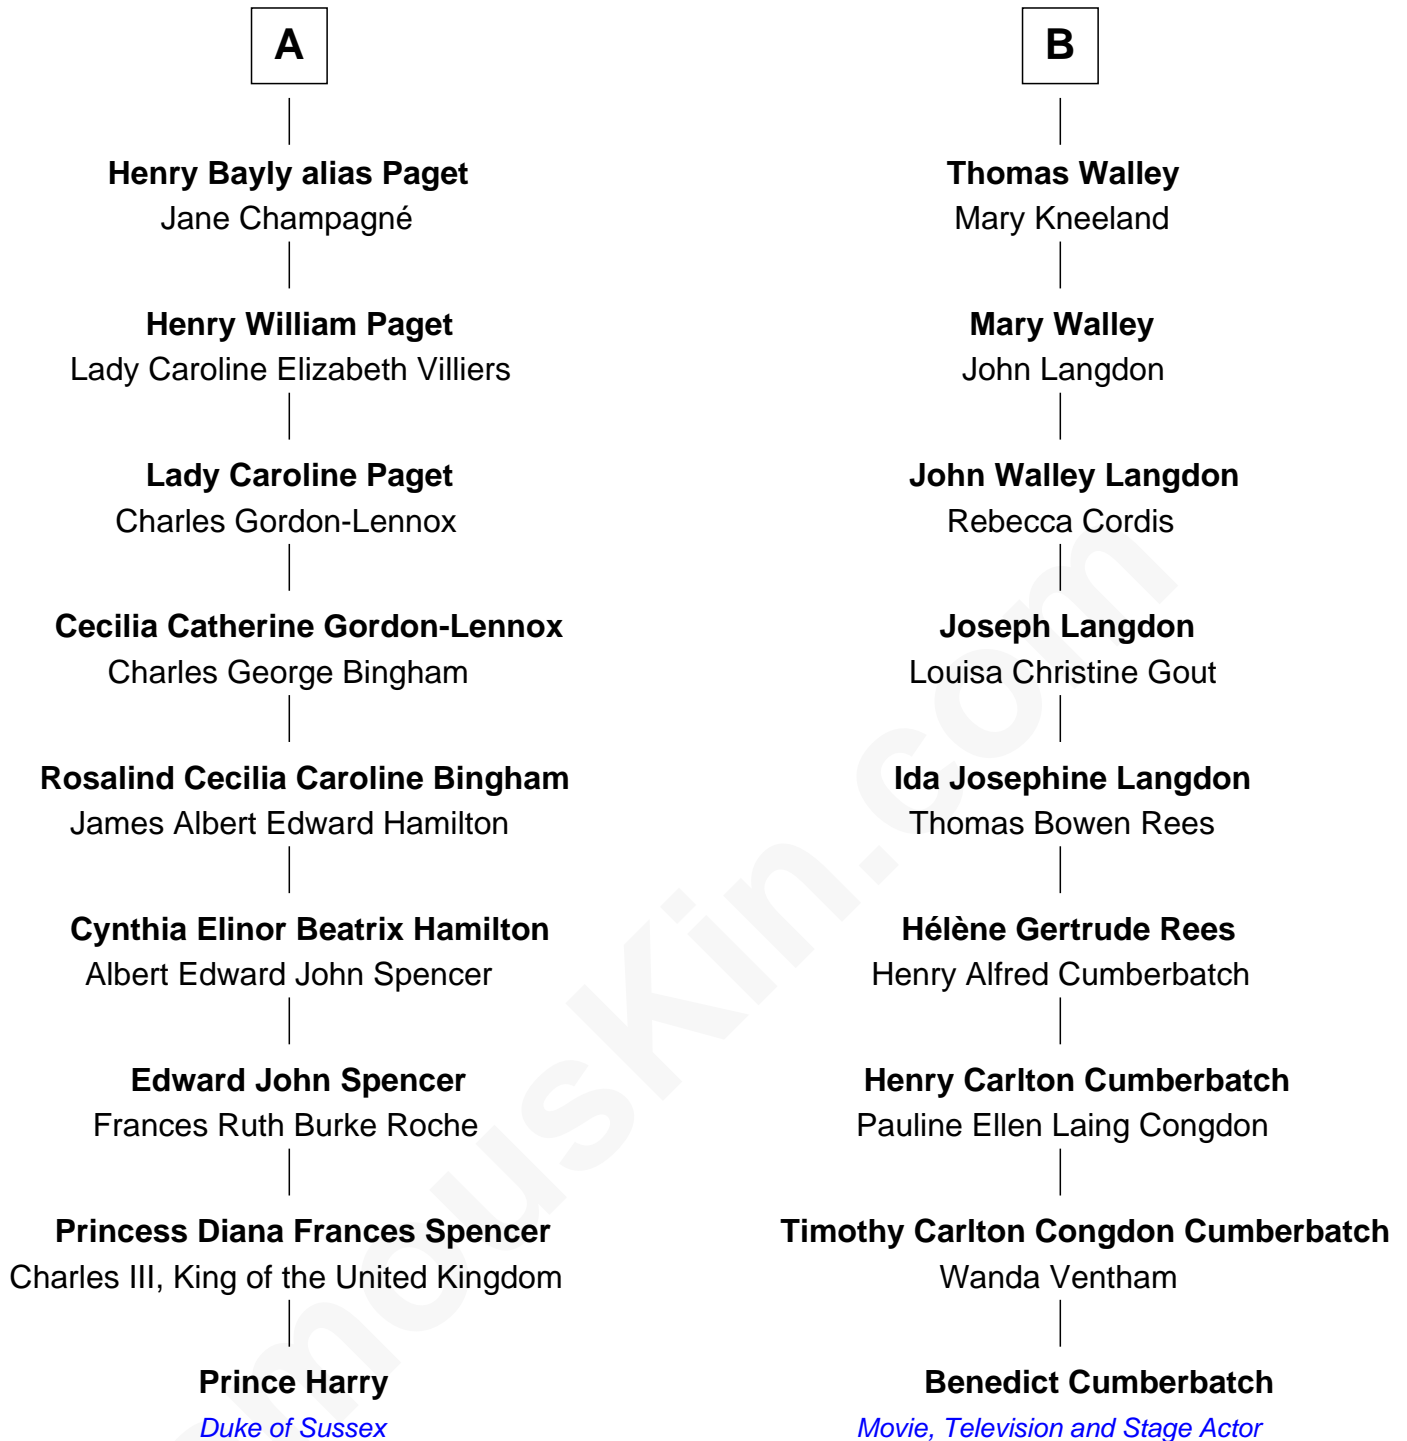 A
Henry Bayly alias Paget
Jane Champagné
Henry William Paget
Lady Caroline Elizabeth Villiers
Lady Caroline Paget
Charles Gordon-Lennox
Cecilia Catherine Gordon-Lennox
Charles George Bingham
Rosalind Cecilia Caroline Bingham
James Albert Edward Hamilton
Cynthia Elinor Beatrix Hamilton
Albert Edward John Spencer
Edward John Spencer
Frances Ruth Burke Roche
Princess Diana Frances Spencer
Charles III, King of the United Kingdom
Prince Harry
Duke of Sussex
B
Thomas Walley
Mary Kneeland
Mary Walley
John Langdon
John Walley Langdon
Rebecca Cordis
Joseph Langdon
Louisa Christine Gout
Ida Josephine Langdon
Thomas Bowen Rees
Hélène Gertrude Rees
Henry Alfred Cumberbatch
Henry Carlton Cumberbatch
Pauline Ellen Laing Congdon
Timothy Carlton Congdon Cumberbatch
Wanda Ventham
Benedict Cumberbatch
Movie, Television and Stage Actor
mousKin.com